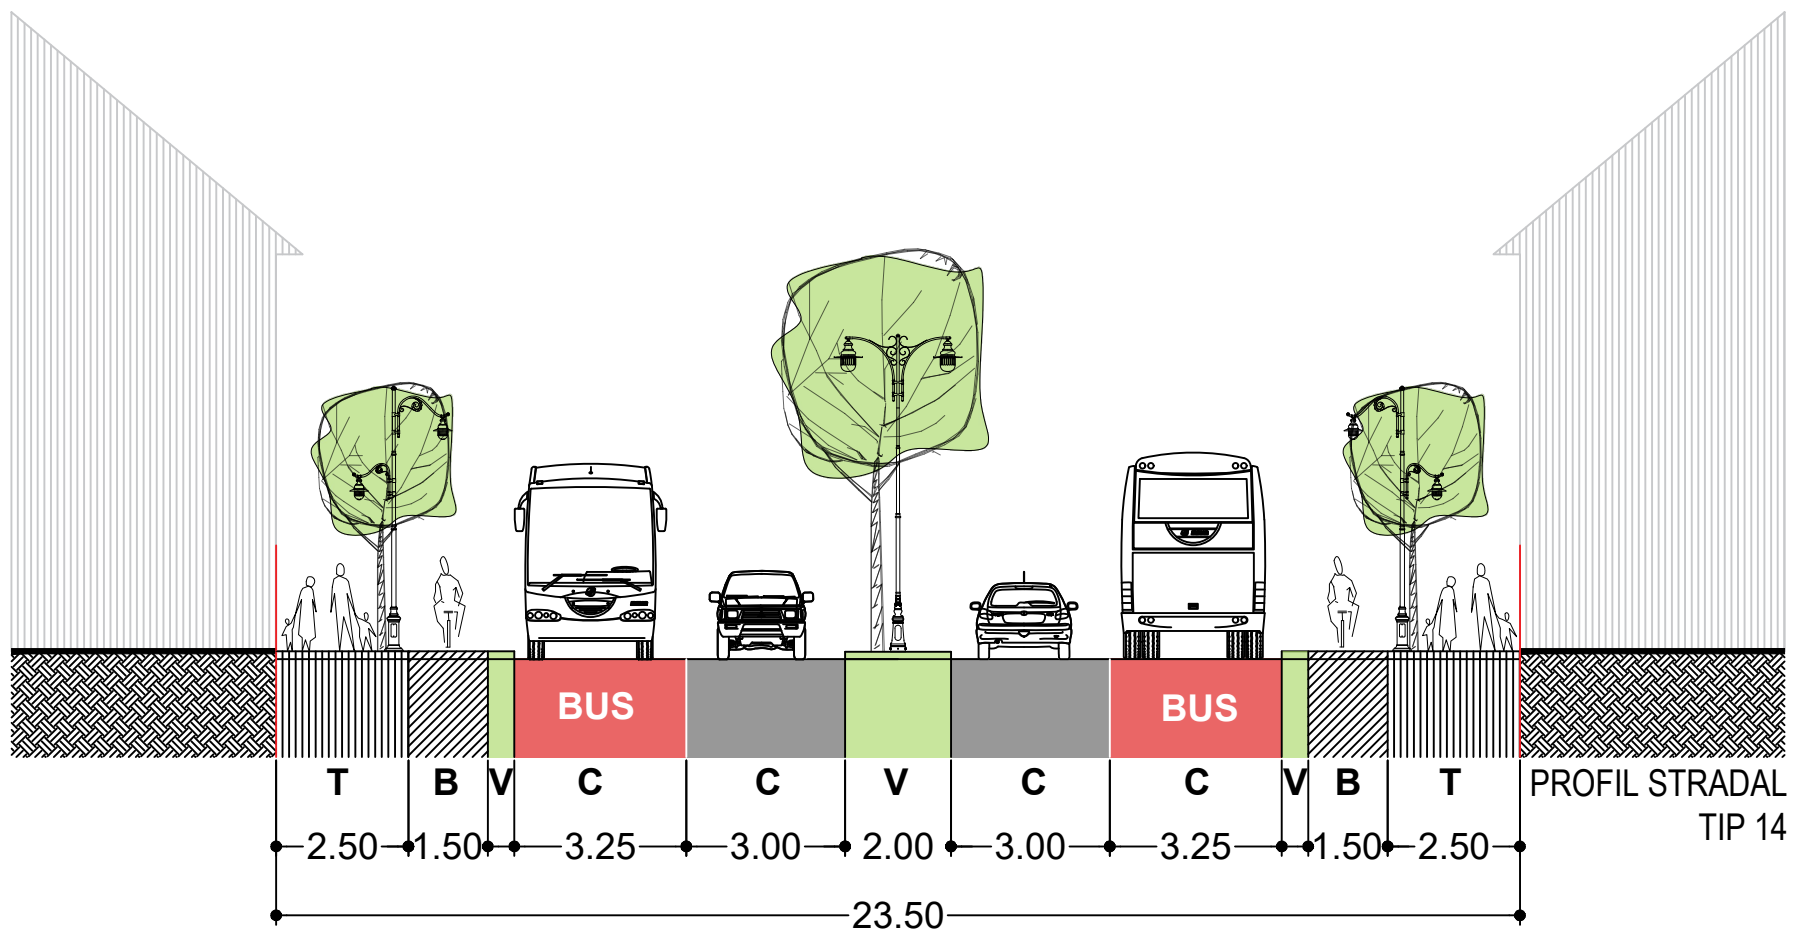 BUS BUS
T B V C C V C C V B T
PROFIL STRADAL
TIP 14
2.50 1.50 3.25 3.00 2.00 3.00 3.25 1.50 2.50
23.50